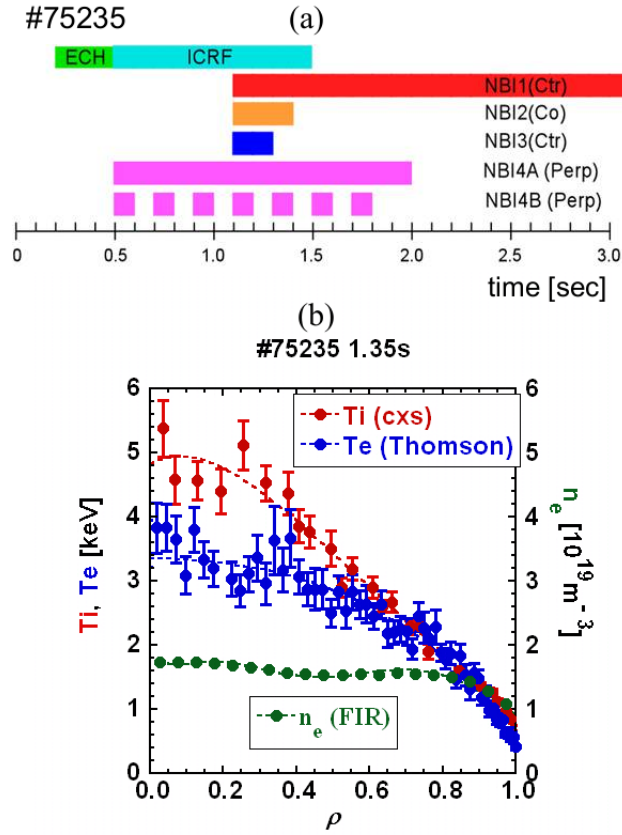 #75235
(a)
ECH
ICRF
NBI1(Ctr)
NBI2(Co)
NBI3(Ctr)
NBI4A (Perp)
NBI4B (Perp)
0 0.5 1.0 1.5 2.0 2.5 3.0
time [sec]
(b)
#75235 1.35s
6 6
Ti (cxs)
Te (Thomson)
5 5
4 4
3 3
2 2
1 1
0 0
Ti, Te [keV]
n_e [10^19 m^-3]
n_e (FIR)
0.0 0.2 0.4 0.6 0.8 1.0
ρ